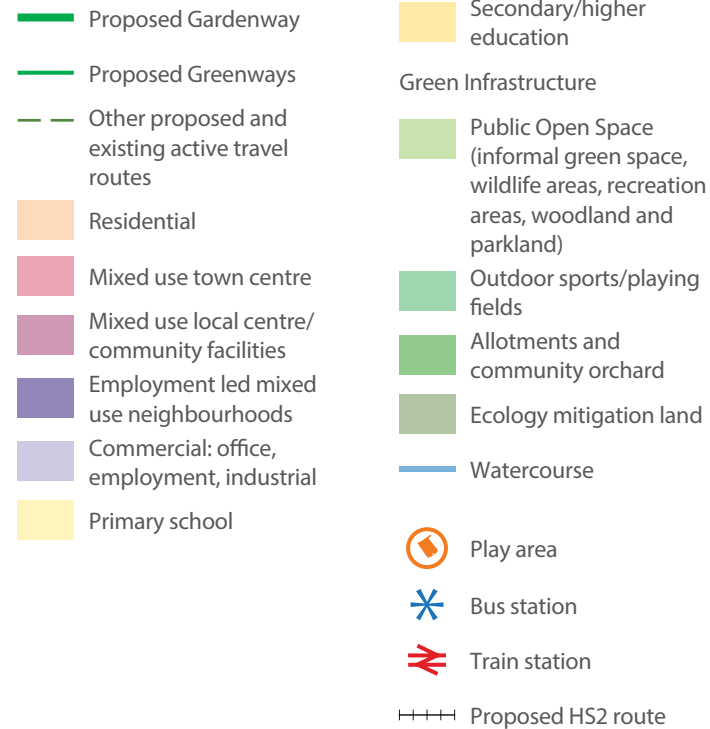 Proposed Gardenway
Proposed Greenways
Other proposed and
existing active travel
routes
Residential
Mixed use town centre
Mixed use local centre/
community facilities
Employment led mixed
use neighbourhoods
Commercial: office,
employment, industrial
Primary school
Secondary/higher
education
Green Infrastructure
Public Open Space
(informal green space,
wildlife areas, recreation
areas, woodland and
parkland)
Outdoor sports/playing
fields
Allotments and
community orchard
Ecology mitigation land
Watercourse
Play area
Bus station
Train station
Proposed HS2 route